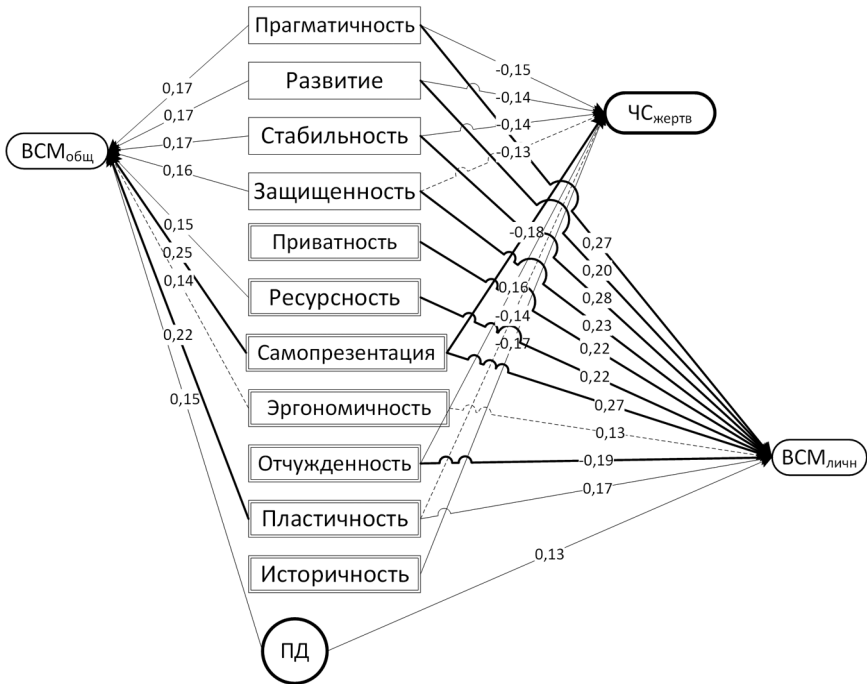 Прагматичность
Развитие
Стабильность
Защищенность
Приватность
Ресурсность
Самопрезентация
Эргономичность
Отчужденность
Пластичность
Историчность
ПД
ВСМобщ
ЧСжертв
ВСМличн
0,17
0,17
0,17
0,16
0,15
0,25
0,14
0,22
0,15
-0,15
-0,14
-0,14
-0,13
-0,18
0,16
-0,14
-0,17
0,27
0,20
0,28
0,23
0,22
0,22
0,27
0,13
-0,19
0,17
0,13